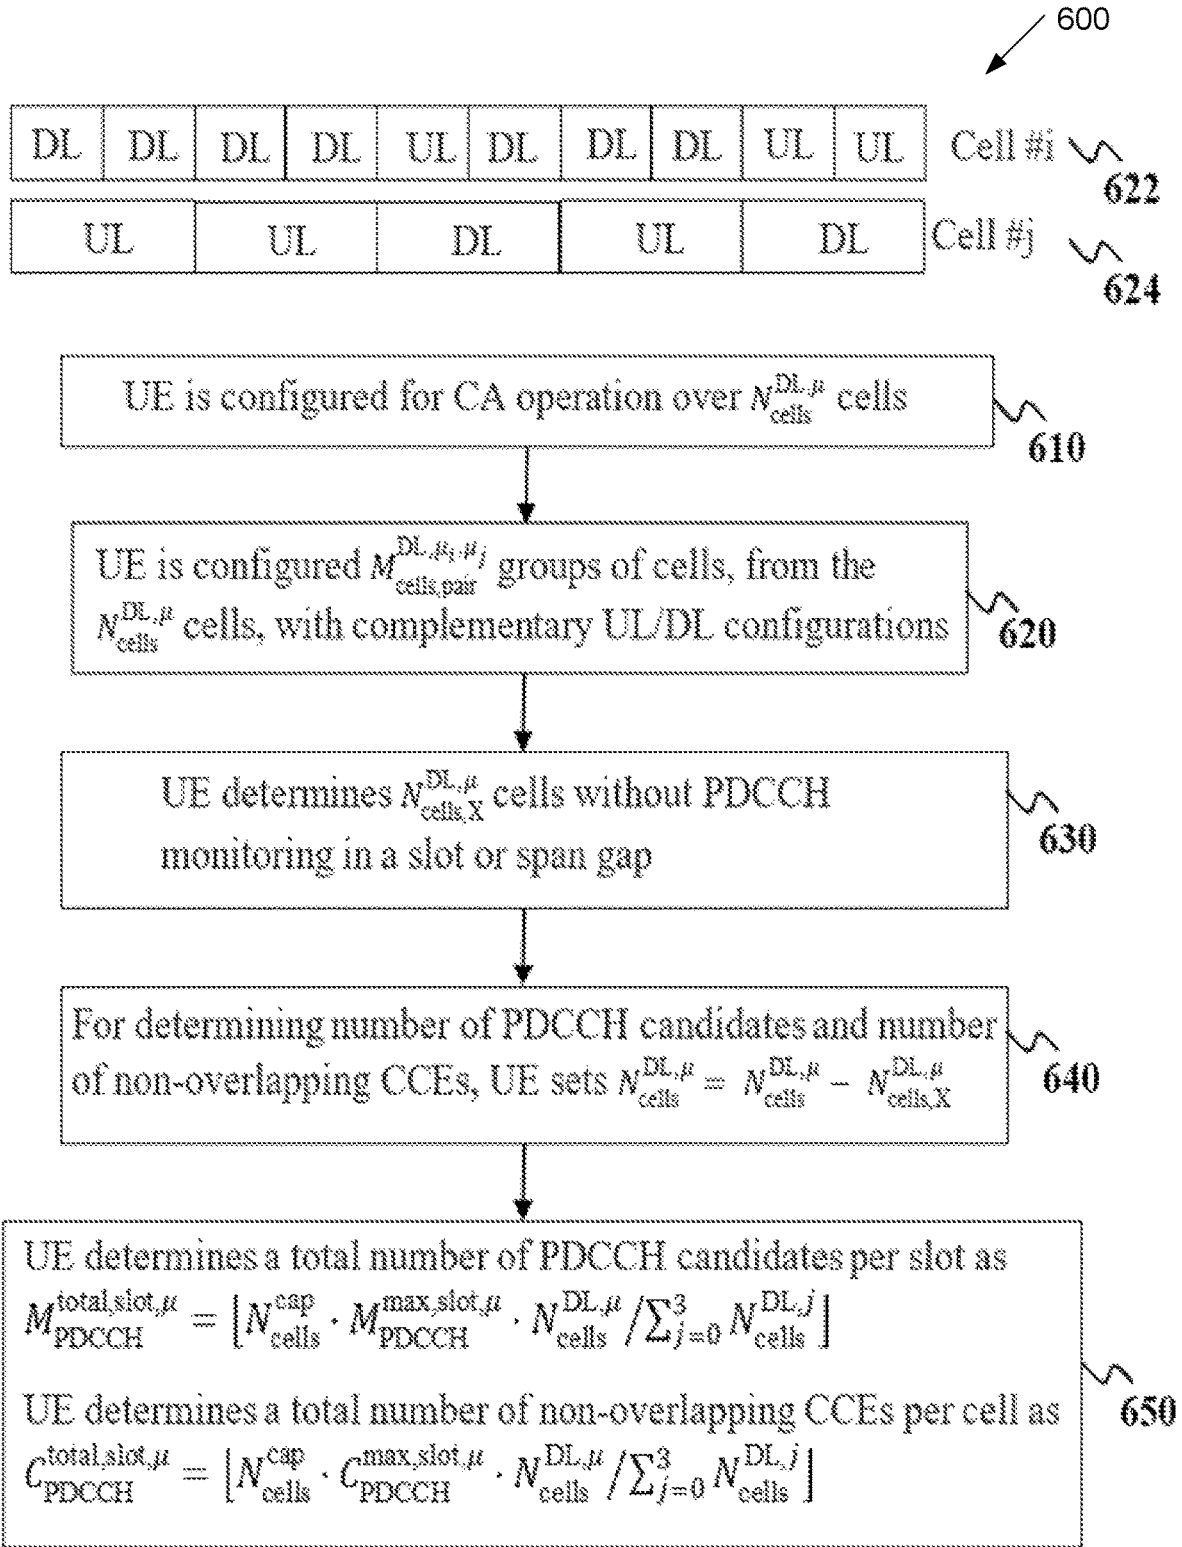 600
DL DL DL DL UL DL DL DL UL UL Cell #i
622
UL UL DL UL DL Cell #j
624
UE is configured for CA operation over N_cells^DL,μ cells
610
UE is configured M_cells,pair^DL,μ_i,μ_j groups of cells, from the
N_cells^DL,μ cells, with complementary UL/DL configurations
620
UE determines N_cells,X^DL,μ cells without PDCCH
monitoring in a slot or span gap
630
For determining number of PDCCH candidates and number
of non-overlapping CCEs, UE sets N_cells^DL,μ = N_cells^DL,μ − N_cells,X^DL,μ
640
UE determines a total number of PDCCH candidates per slot as
M_PDCCH^total,slot,μ = ⌊N_cells^cap · M_PDCCH^max,slot,μ · N_cells^DL,μ / ∑_j=0^3 N_cells^DL,j⌋
UE determines a total number of non-overlapping CCEs per cell as
C_PDCCH^total,slot,μ = ⌊N_cells^cap · C_PDCCH^max,slot,μ · N_cells^DL,μ / ∑_j=0^3 N_cells^DL,j⌋
650